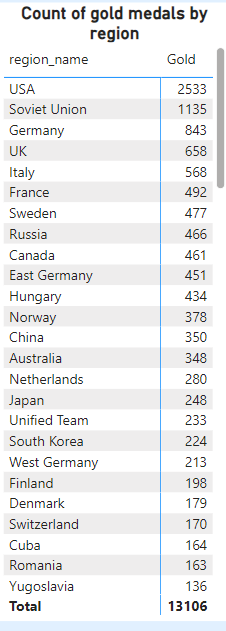 Count of gold medals by
region
region_name Gold
USA 2533
Soviet Union 1135
Germany 843
UK 658
Italy 568
France 492
Sweden 477
Russia 466
Canada 461
East Germany 451
Hungary 434
Norway 378
China 350
Australia 348
Netherlands 280
Japan 248
Unified Team 233
South Korea 224
West Germany 213
Finland 198
Denmark 179
Switzerland 170
Cuba 164
Romania 163
Yugoslavia 136
Total 13106